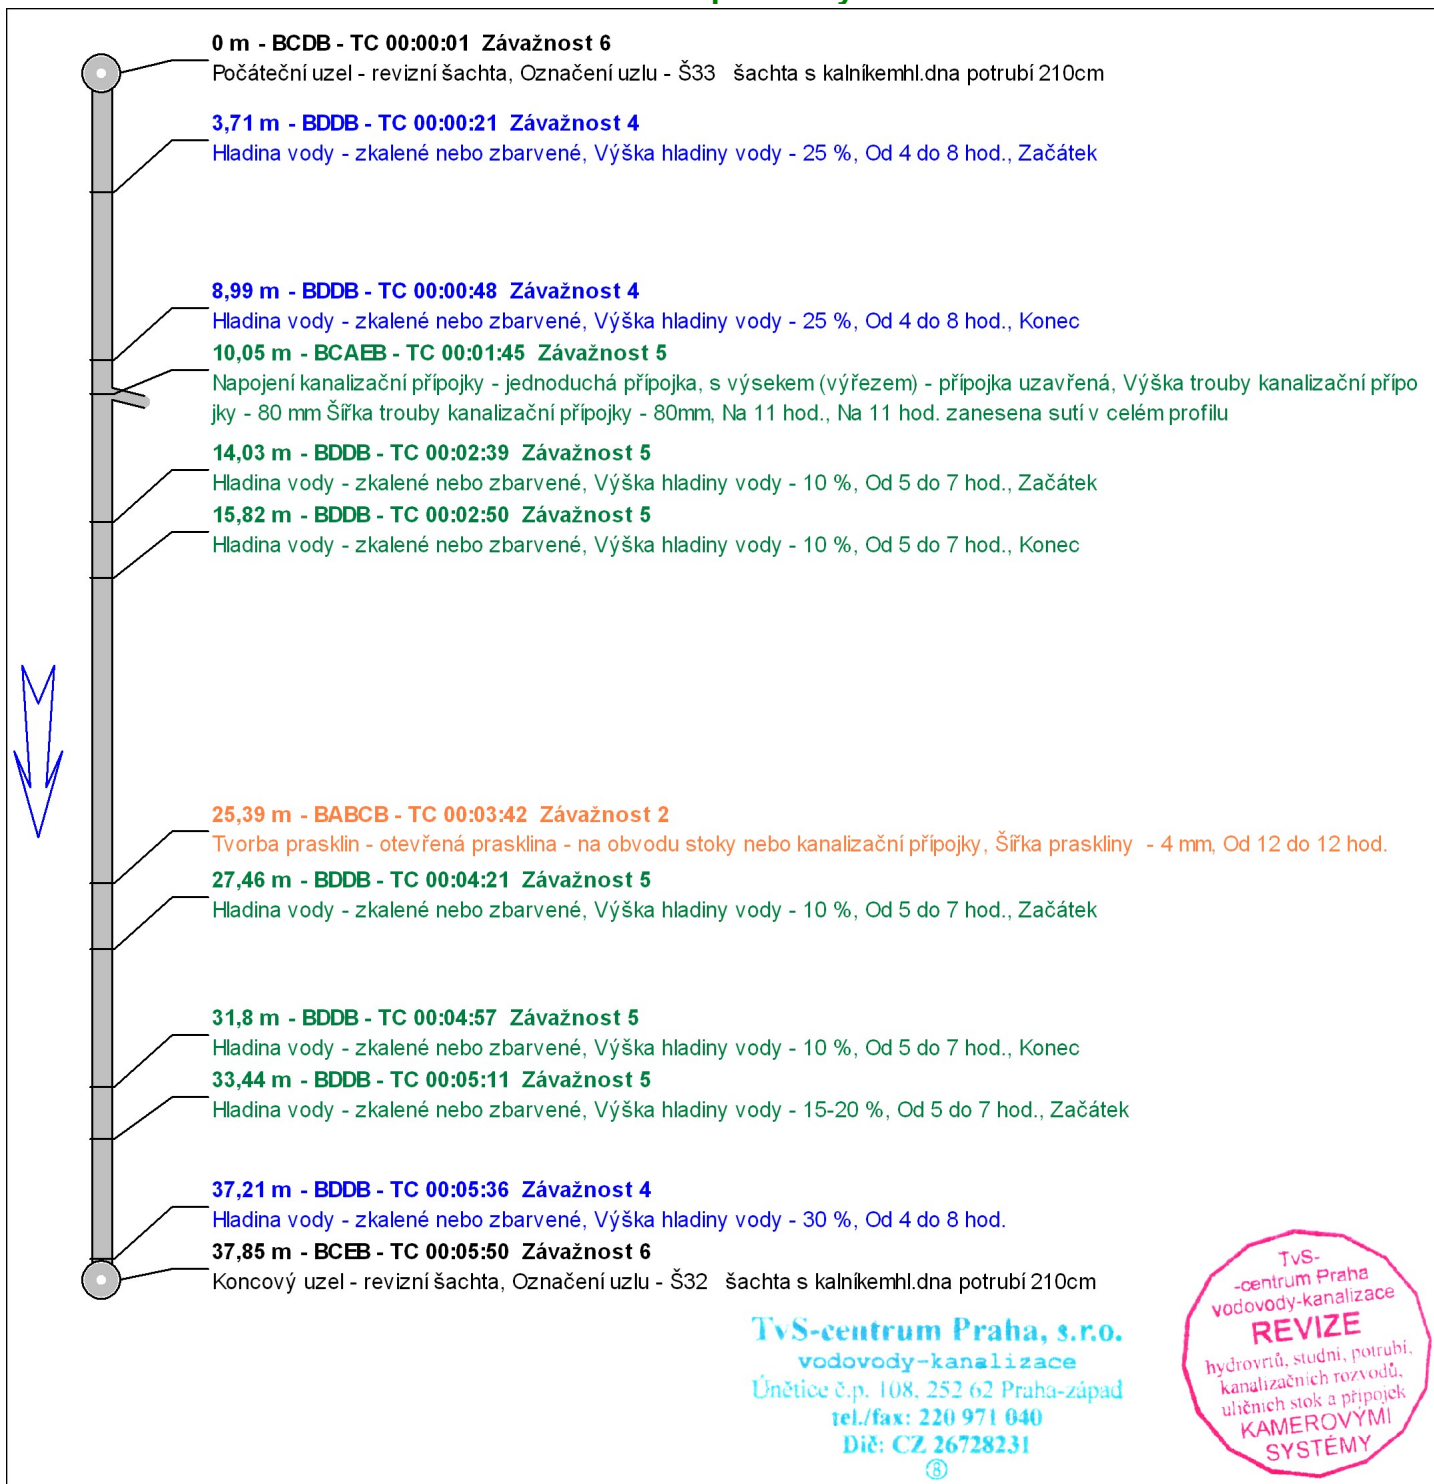 0 m - BCDB - TC 00:00:01 Závažnost 6
Počáteční uzel - revizní šachta, Označení uzlu - Š33 šachta s kalníkemhl.dna potrubí 210cm
3,71 m - BDDB - TC 00:00:21 Závažnost 4
Hladina vody - zkalené nebo zbarvené, Výška hladiny vody - 25 %, Od 4 do 8 hod., Začátek
8,99 m - BDDB - TC 00:00:48 Závažnost 4
Hladina vody - zkalené nebo zbarvené, Výška hladiny vody - 25 %, Od 4 do 8 hod., Konec
10,05 m - BCAEB - TC 00:01:45 Závažnost 5
Napojení kanalizační přípojky - jednoduchá přípojka, s výsekem (výřezem) - přípojka uzavřená, Výška trouby kanalizační přípo
jky - 80 mm Šířka trouby kanalizační přípojky - 80mm, Na 11 hod., Na 11 hod. zanesena sutí v celém profilu
14,03 m - BDDB - TC 00:02:39 Závažnost 5
Hladina vody - zkalené nebo zbarvené, Výška hladiny vody - 10 %, Od 5 do 7 hod., Začátek
15,82 m - BDDB - TC 00:02:50 Závažnost 5
Hladina vody - zkalené nebo zbarvené, Výška hladiny vody - 10 %, Od 5 do 7 hod., Konec
25,39 m - BABCB - TC 00:03:42 Závažnost 2
Tvorba prasklin - otevřená prasklina - na obvodu stoky nebo kanalizační přípojky, Šířka praskliny - 4 mm, Od 12 do 12 hod.
27,46 m - BDDB - TC 00:04:21 Závažnost 5
Hladina vody - zkalené nebo zbarvené, Výška hladiny vody - 10 %, Od 5 do 7 hod., Začátek
31,8 m - BDDB - TC 00:04:57 Závažnost 5
Hladina vody - zkalené nebo zbarvené, Výška hladiny vody - 10 %, Od 5 do 7 hod., Konec
33,44 m - BDDB - TC 00:05:11 Závažnost 5
Hladina vody - zkalené nebo zbarvené, Výška hladiny vody - 15-20 %, Od 5 do 7 hod., Začátek
37,21 m - BDDB - TC 00:05:36 Závažnost 4
Hladina vody - zkalené nebo zbarvené, Výška hladiny vody - 30 %, Od 4 do 8 hod.
37,85 m - BCEB - TC 00:05:50 Závažnost 6
Koncový uzel - revizní šachta, Označení uzlu - Š32 šachta s kalníkemhl.dna potrubí 210cm
TvS-centrum Praha, s.r.o.
vodovody-kanalizace
Únětice č.p. 108, 252 62 Praha-západ
tel./fax: 220 971 040
Dič: CZ 26728231
⑧
TvS-
-centrum Praha
vodovody-kanalizace
REVIZE
hydrovrtů, studní, potrubí,
kanalizačních rozvodů,
uličních stok a přípojek
KAMEROVÝMI
SYSTÉMY